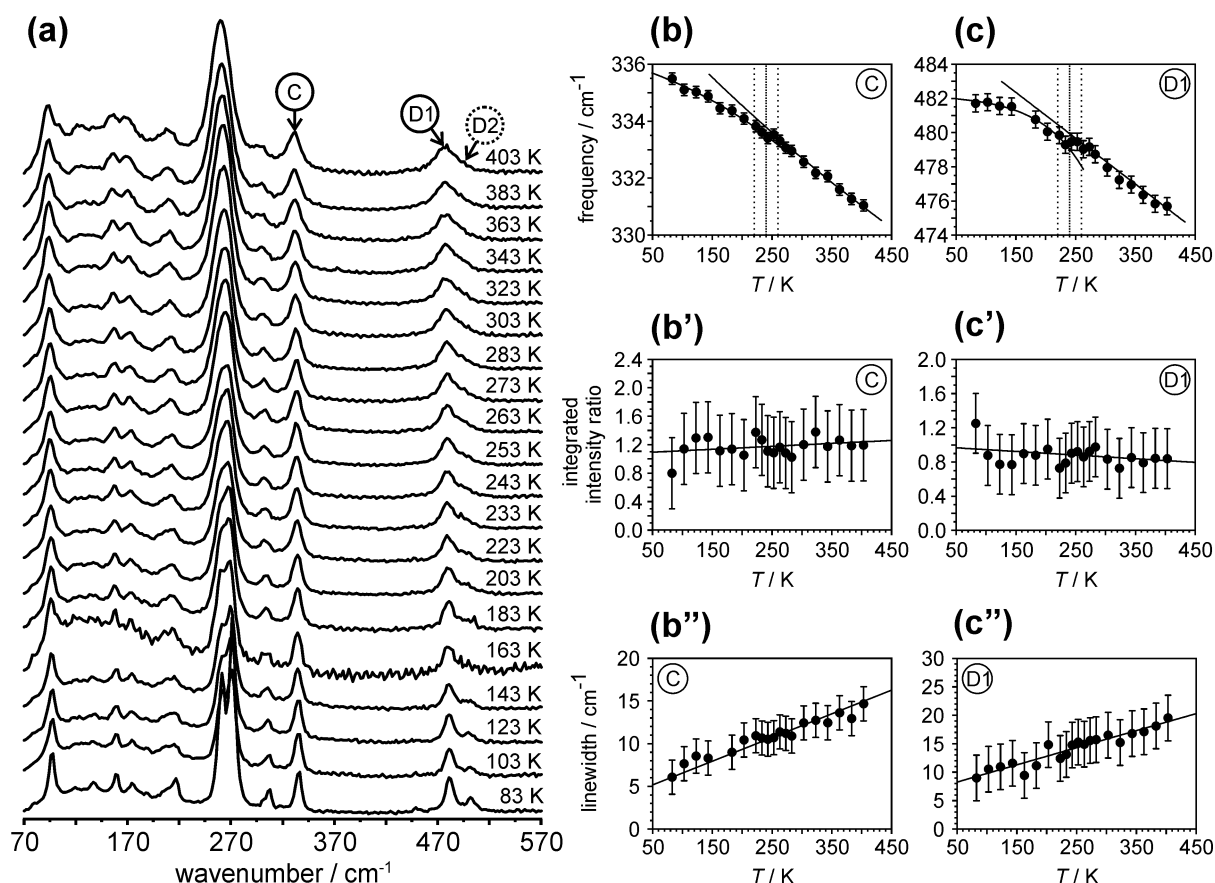 (a)
C
D1
D2
403 K
383 K
363 K
343 K
323 K
303 K
283 K
273 K
263 K
253 K
243 K
233 K
223 K
203 K
183 K
163 K
143 K
123 K
103 K
83 K
70 170 270 370 470 570
wavenumber / cm⁻¹
(b)
C
336
334
332
330
frequency / cm⁻¹
50 150 250 350 450
T / K
(c)
D1
484
482
480
478
476
474
50 150 250 350 450
T / K
(b’)
C
2.4
2.1
1.8
1.5
1.2
0.9
0.6
0.3
0.0
integrated
intensity ratio
50 150 250 350 450
T / K
(c’)
D1
2.0
1.6
1.2
0.8
0.4
0.0
50 150 250 350 450
T / K
(b”)
C
20
15
10
5
0
linewidth / cm⁻¹
50 150 250 350 450
T / K
(c”)
D1
30
25
20
15
10
5
0
50 150 250 350 450
T / K